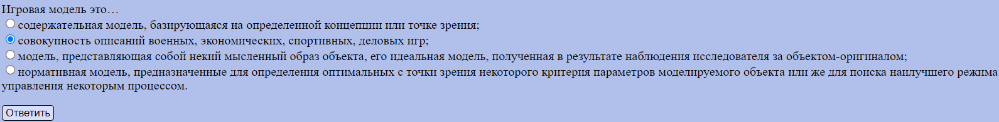 Игровая модель это…
содержательная модель, базирующаяся на определенной концепции или точке зрения;
совокупность описаний военных, экономических, спортивных, деловых игр;
модель, представляющая собой некий мысленный образ объекта, его идеальная модель, полученная в результате наблюдения исследователя за объектом-оригиналом;
нормативная модель, предназначенные для определения оптимальных с точки зрения некоторого критерия параметров моделируемого объекта или же для поиска наилучшего режима
управления некоторым процессом.
Ответить